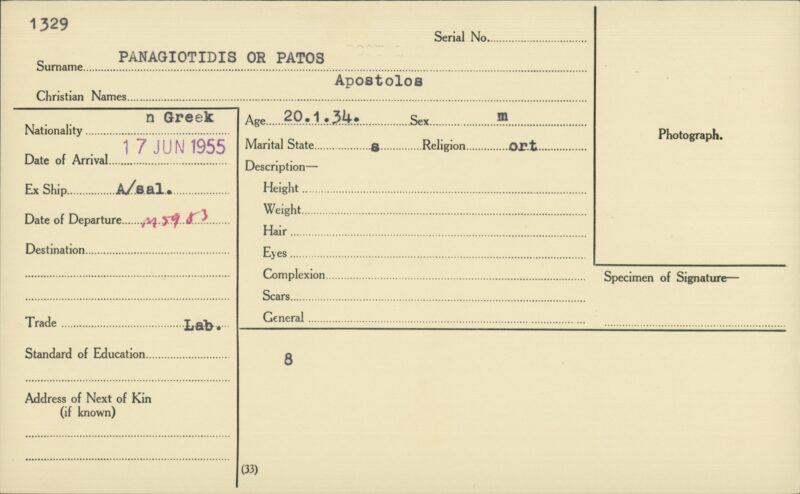 1329
Serial No.
Surname PANAGIOTIDIS OR PATOS
Christian Names Apostolos
Nationality n Greek
Date of Arrival 17 JUN 1955
Ex Ship A/sal.
Date of Departure
Destination
Trade Lab.
Standard of Education
Address of Next of Kin
(if known)
Age 20.1.34. Sex m
Marital State s Religion ort
Description—
Height
Weight
Hair
Eyes
Complexion
Scars
General
8
(33)
Photograph.
Specimen of Signature—